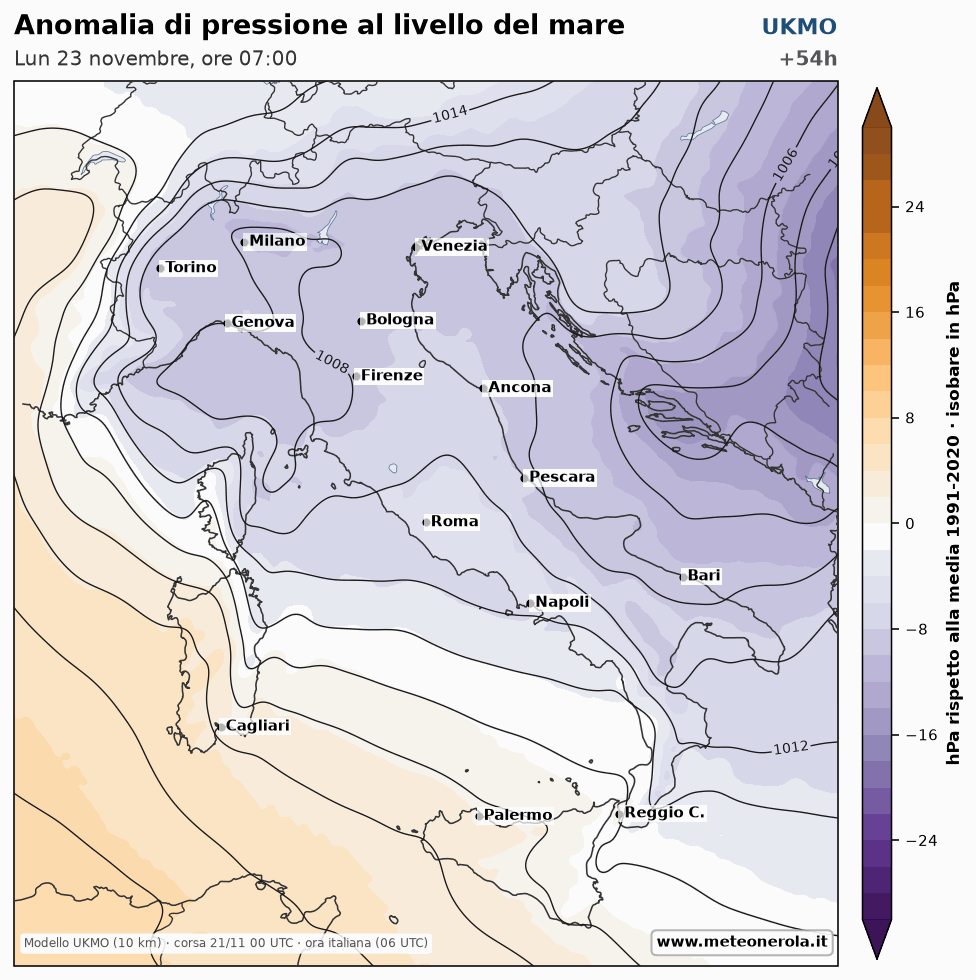 Anomalia di pressione al livello del mare
UKMO
Lun 23 novembre, ore 07:00
+54h
1014
1006
Milano
Venezia
Torino
Genova
Bologna
1008
Firenze
Ancona
Pescara
Roma
Bari
Napoli
Cagliari
1012
Palermo
Reggio C.
Modello UKMO (10 km) · corsa 21/11 00 UTC · ora italiana (06 UTC)
www.meteonerola.it
24
16
8
0
−8
−16
−24
hPa rispetto alla media 1991-2020 · isobare in hPa